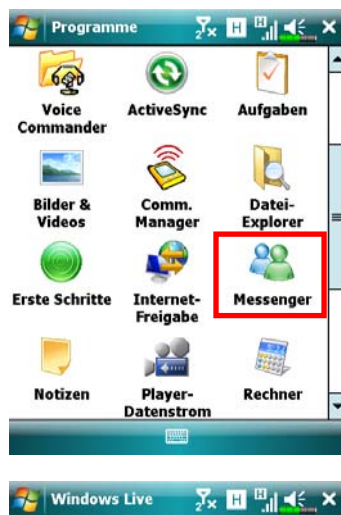 Programme
Voice Commander
ActiveSync
Aufgaben
Bilder & Videos
Comm. Manager
Datei-Explorer
Erste Schritte
Internet-Freigabe
Messenger
Notizen
Player-Datenstrom
Rechner
Windows Live